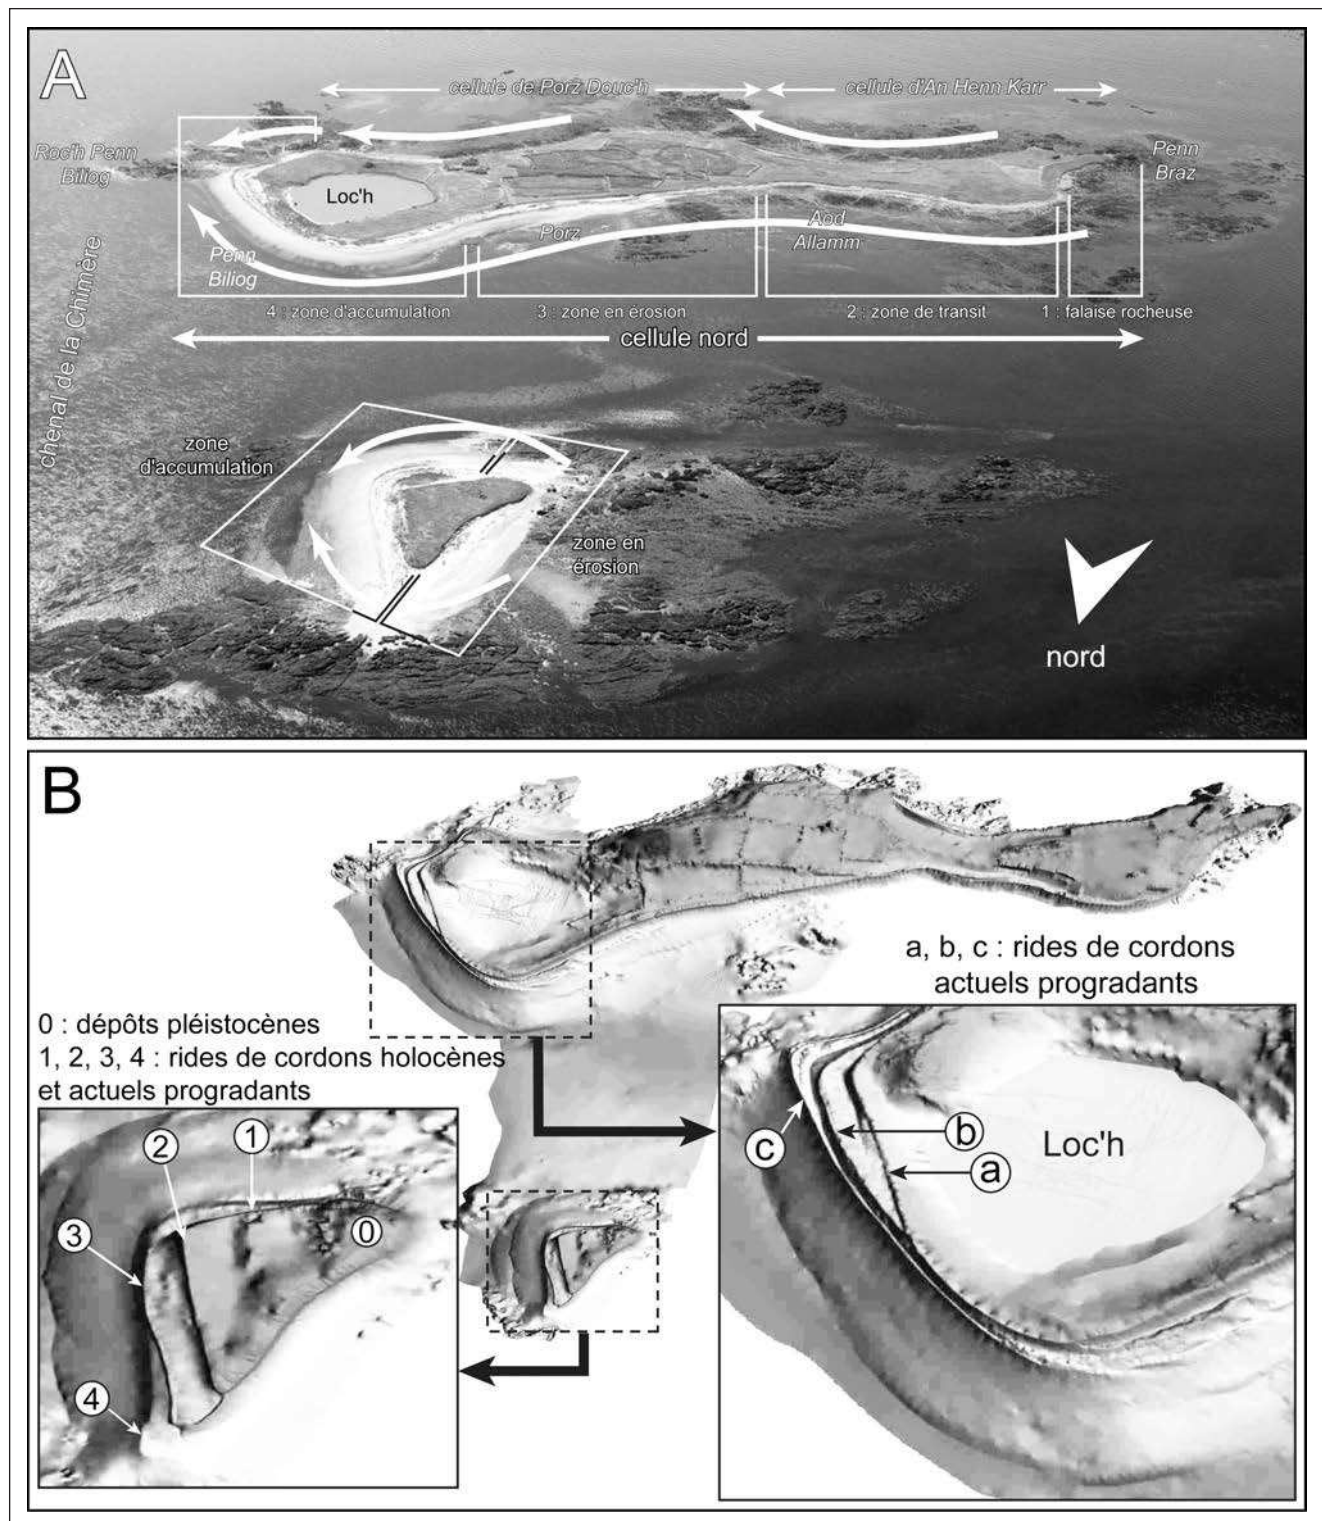 A
cellule de Porz Douc'h
cellule d'An Henn Karr
Roc'h Penn
Biliog
Penn
Braz
Loc'h
Penn
Biliog
Porz
Aod
Allamm
chenal de la Chimère
4 : zone d'accumulation
3 : zone en érosion
2 : zone de transit
1 : falaise rocheuse
cellule nord
zone
d'accumulation
zone en
érosion
nord
B
a, b, c : rides de cordons
actuels progradants
0 : dépôts pléistocènes
1, 2, 3, 4 : rides de cordons holocènes
et actuels progradants
1
2
3
0
4
c
b
a
Loc'h